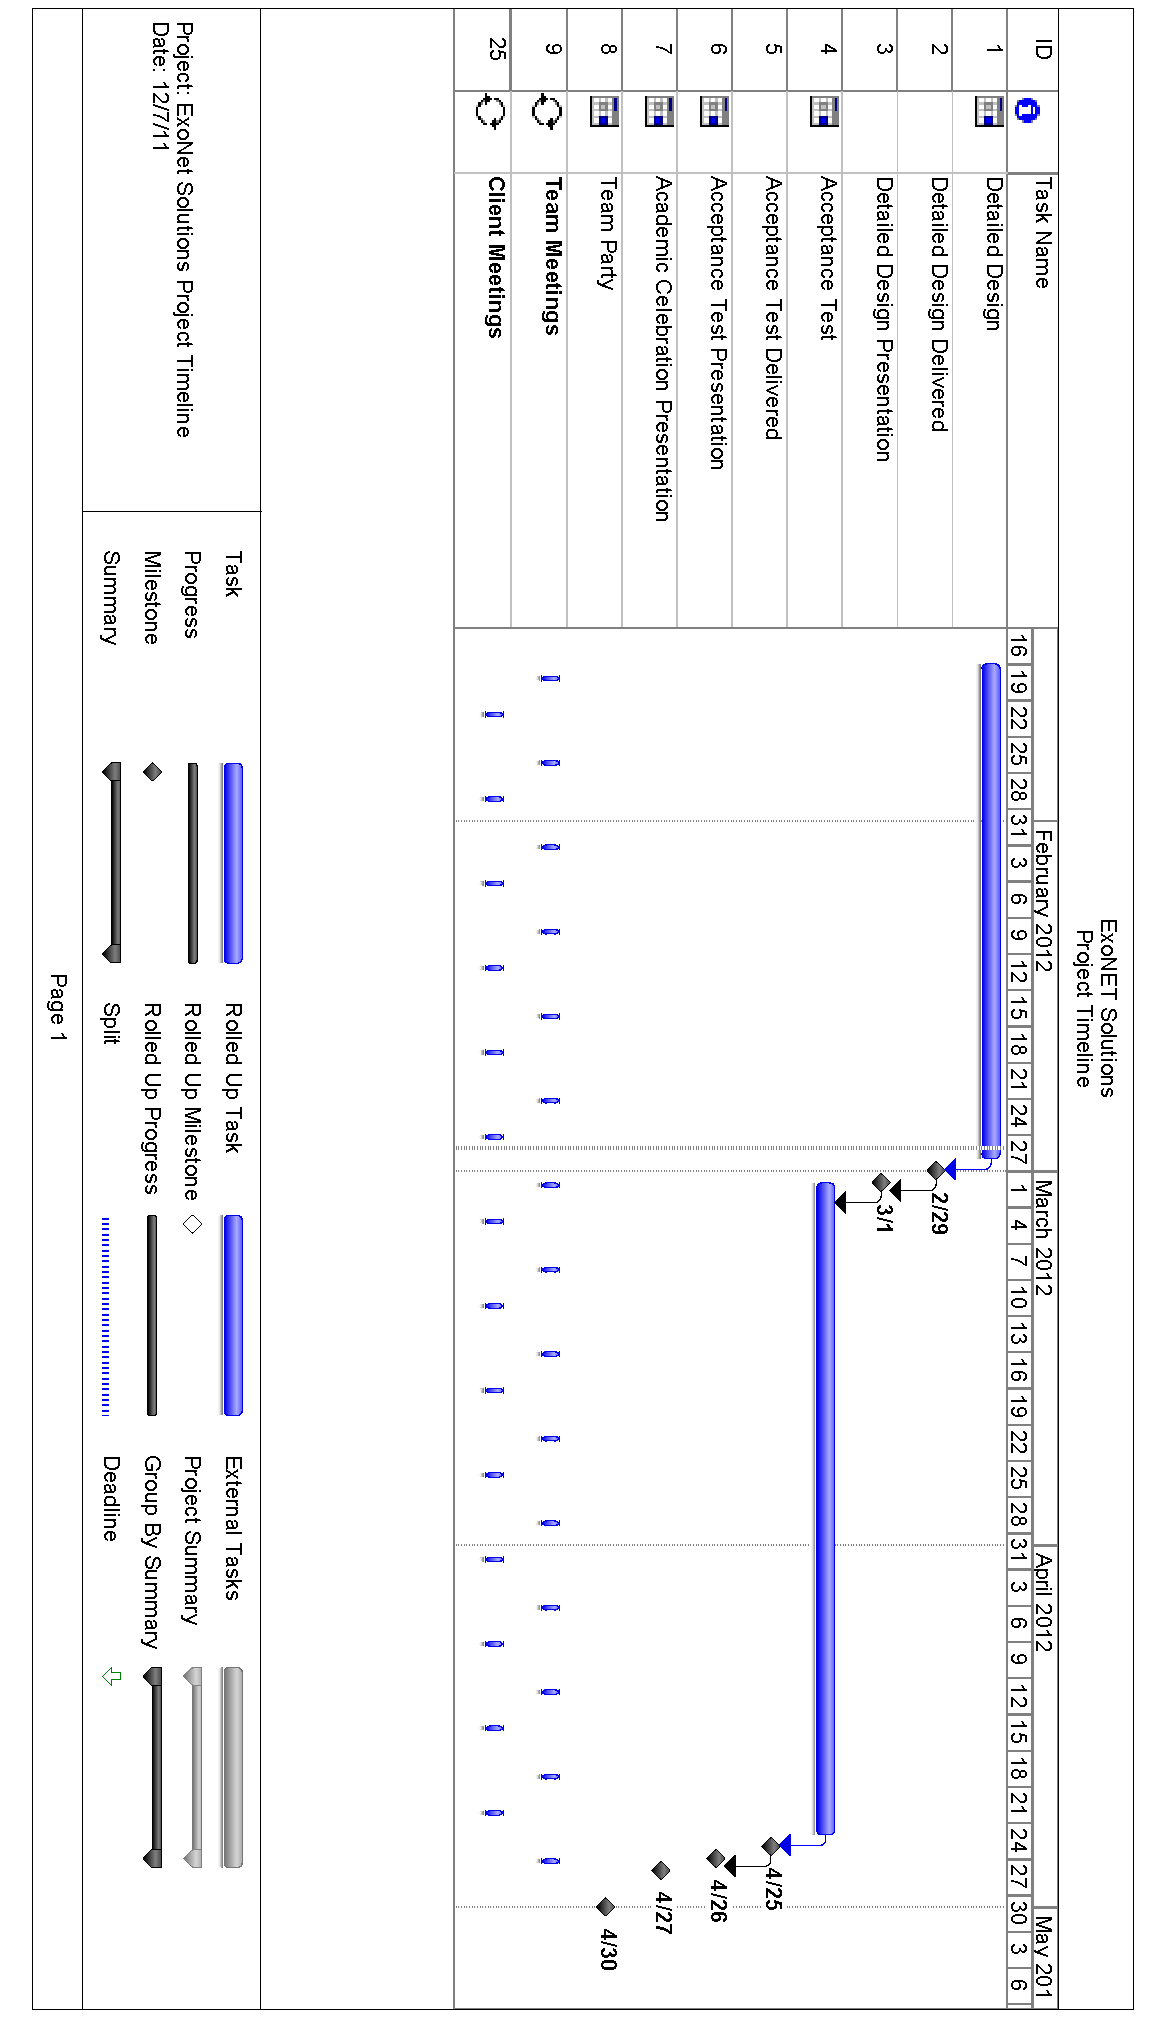 ExoNET Solutions
Project Timeline
ID Task Name
February 2012 March 2012 April 2012 May 201
16 19 22 25 28 31 3 6 9 12 15 18 21 24 27 1 4 7 10 13 16 19 22 25 28 31 3 6 9 12 15 18 21 24 27 30 3 6
1 Detailed Design
2 Detailed Design Delivered 2/29
3 Detailed Design Presentation 3/1
4 Acceptance Test
5 Acceptance Test Delivered 4/25
6 Acceptance Test Presentation 4/26
7 Academic Celebration Presentation 4/27
8 Team Party 4/30
9 Team Meetings
25 Client Meetings
Project: ExoNet Solutions Project Timeline
Date: 12/7/11
Task Rolled Up Task External Tasks
Progress Rolled Up Milestone Project Summary
Milestone Rolled Up Progress Group By Summary
Summary Split Deadline
Page 1